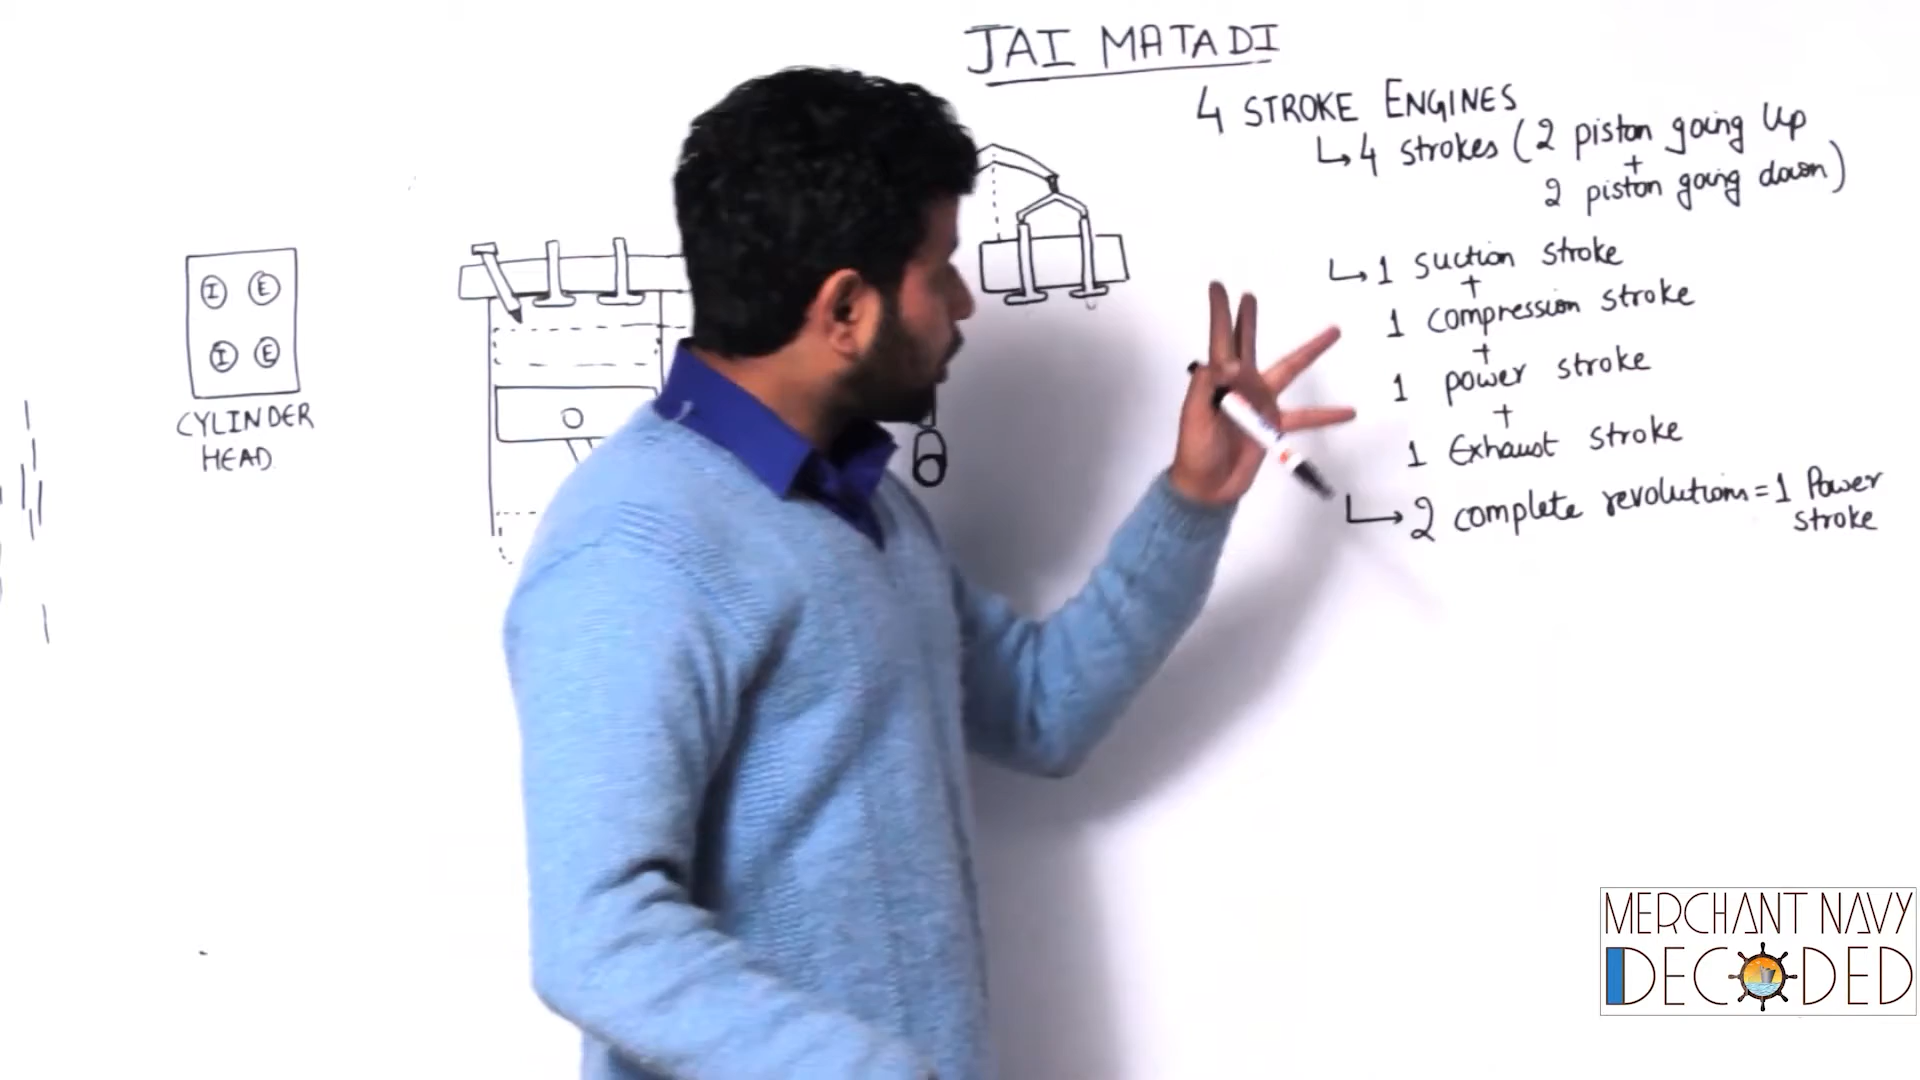 JAI MATA DI
4 STROKE ENGINES
↳ 4 strokes (2 piston going Up
+
2 piston going down)
↳ 1 suction stroke
+
1 compression stroke
+
1 power stroke
+
1 Exhaust stroke
↳ 2 complete revolutions = 1 Power
stroke
I E
I E
CYLINDER
HEAD
MERCHANT NAVY
DECODED